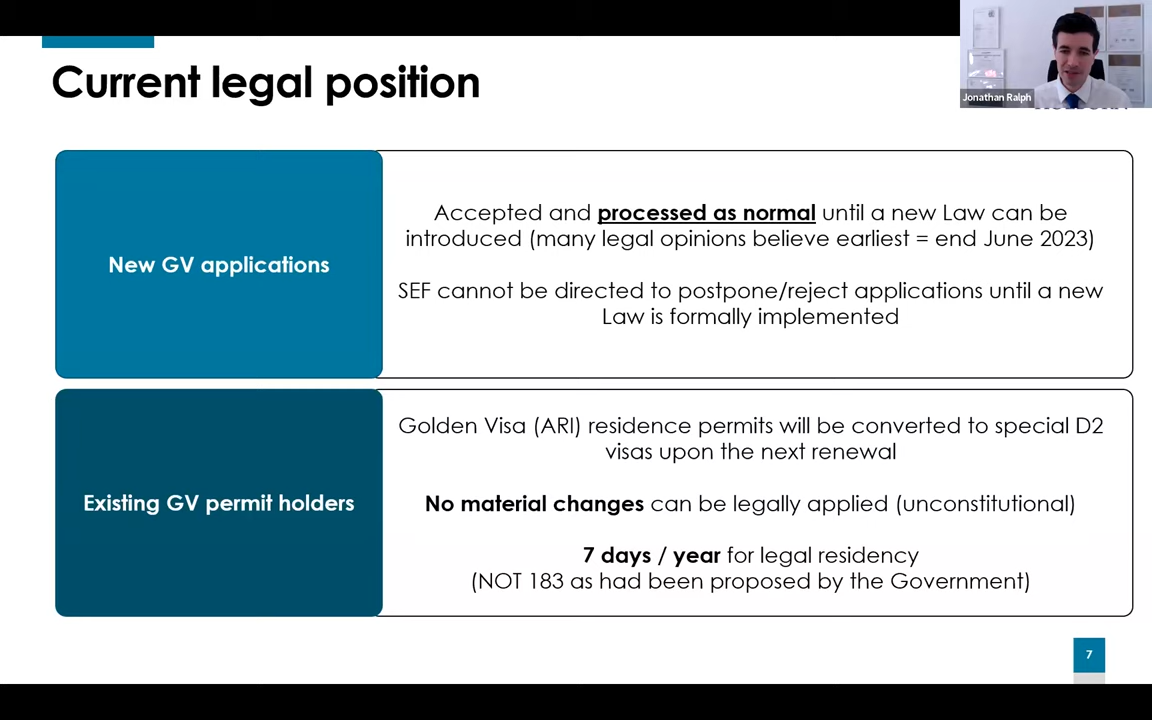 Current legal position
Jonathan Ralph
New GV applications
Accepted and processed as normal until a new Law can be
introduced (many legal opinions believe earliest = end June 2023)
SEF cannot be directed to postpone/reject applications until a new
Law is formally implemented
Existing GV permit holders
Golden Visa (ARI) residence permits will be converted to special D2
visas upon the next renewal
No material changes can be legally applied (unconstitutional)
7 days / year for legal residency
(NOT 183 as had been proposed by the Government)
7